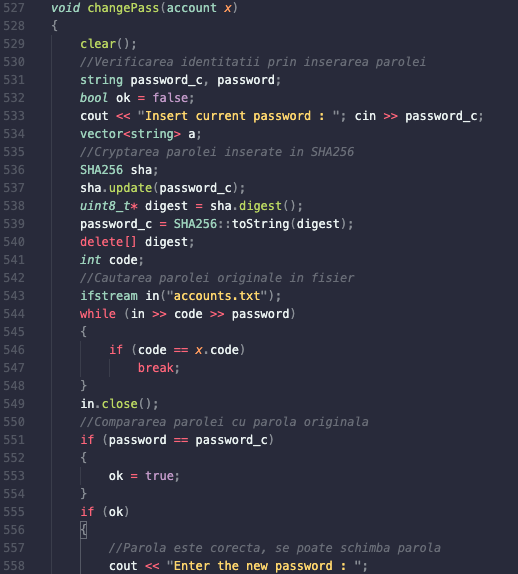 527 void changePass(account x)
528 {
529 clear();
530 //Verificarea identitatii prin inserarea parolei
531 string password_c, password;
532 bool ok = false;
533 cout << "Insert current password : "; cin >> password_c;
534 vector<string> a;
535 //Cryptarea parolei inserate in SHA256
536 SHA256 sha;
537 sha.update(password_c);
538 uint8_t* digest = sha.digest();
539 password_c = SHA256::toString(digest);
540 delete[] digest;
541 int code;
542 //Cautarea parolei originale in fisier
543 ifstream in("accounts.txt");
544 while (in >> code >> password)
545 {
546 if (code == x.code)
547 break;
548 }
549 in.close();
550 //Compararea parolei cu parola originala
551 if (password == password_c)
552 {
553 ok = true;
554 }
555 if (ok)
556 {
557 //Parola este corecta, se poate schimba parola
558 cout << "Enter the new password : ";